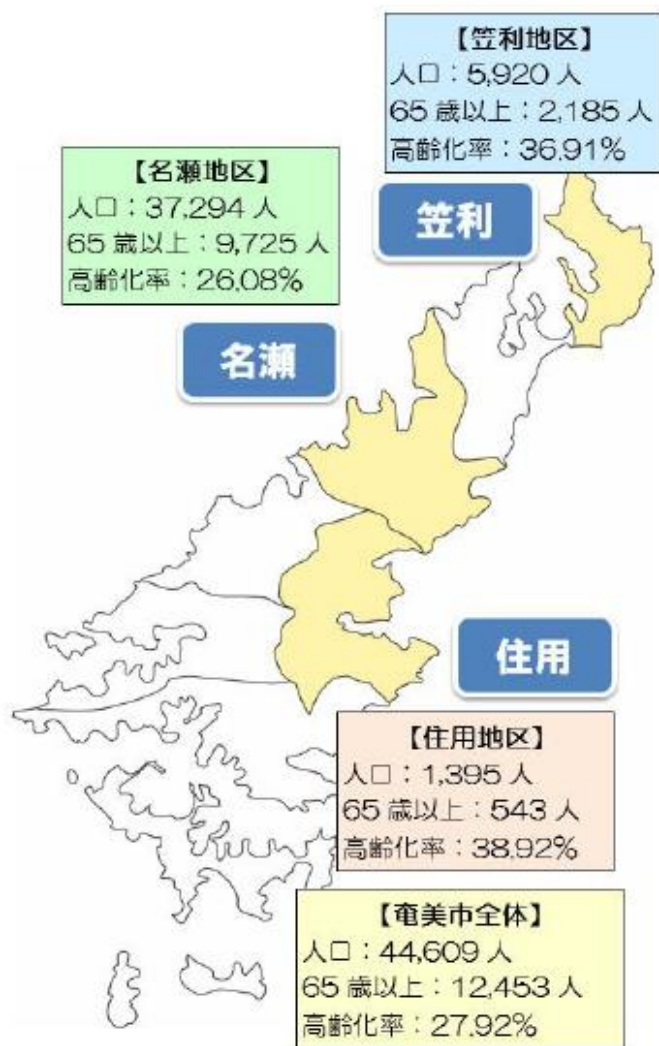 【笠利地区】
人口：5,920 人
65 歳以上：2,185 人
高齢化率：36.91%
【名瀬地区】
人口：37,294 人
65 歳以上：9,725 人
高齢化率：26.08%
笠利
名瀬
住用
【住用地区】
人口：1,395 人
65 歳以上：543 人
高齢化率：38.92%
【奄美市全体】
人口：44,609 人
65 歳以上：12,453 人
高齢化率：27.92%